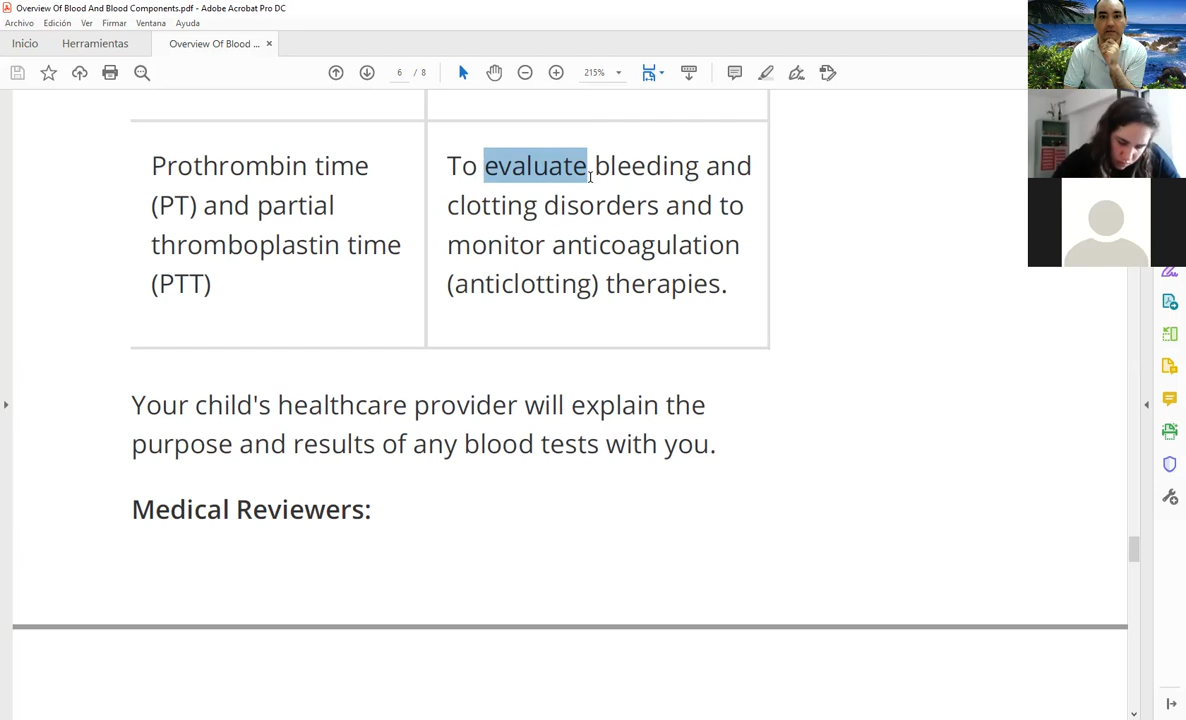 Overview Of Blood And Blood Components.pdf - Adobe Acrobat Pro DC
Archivo Edición Ver Firmar Ventana Ayuda
Inicio Herramientas Overview Of Blood ... ×
6 / 8 215%
Prothrombin time
(PT) and partial
thromboplastin time
(PTT)
To evaluate bleeding and
clotting disorders and to
monitor anticoagulation
(anticlotting) therapies.
Your child's healthcare provider will explain the
purpose and results of any blood tests with you.
Medical Reviewers: